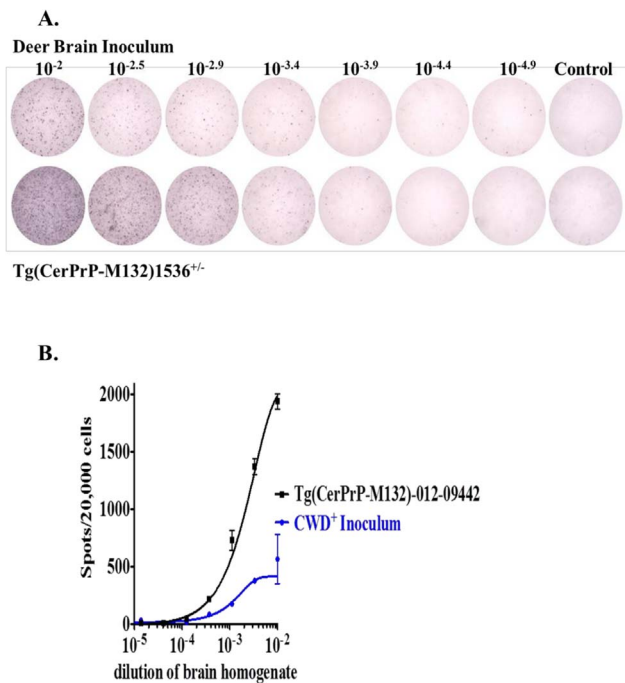 A.
Deer Brain Inoculum
10⁻² 10⁻²·⁵ 10⁻²·⁹ 10⁻³·⁴ 10⁻³·⁹ 10⁻⁴·⁴ 10⁻⁴·⁹ Control
Tg(CerPrP-M132)1536⁺/⁻
B.
2000
1500
1000
500
0
Spots/20,000 cells
Tg(CerPrP-M132)-012-09442
CWD⁺ Inoculum
10⁻⁵ 10⁻⁴ 10⁻³ 10⁻²
dilution of brain homogenate